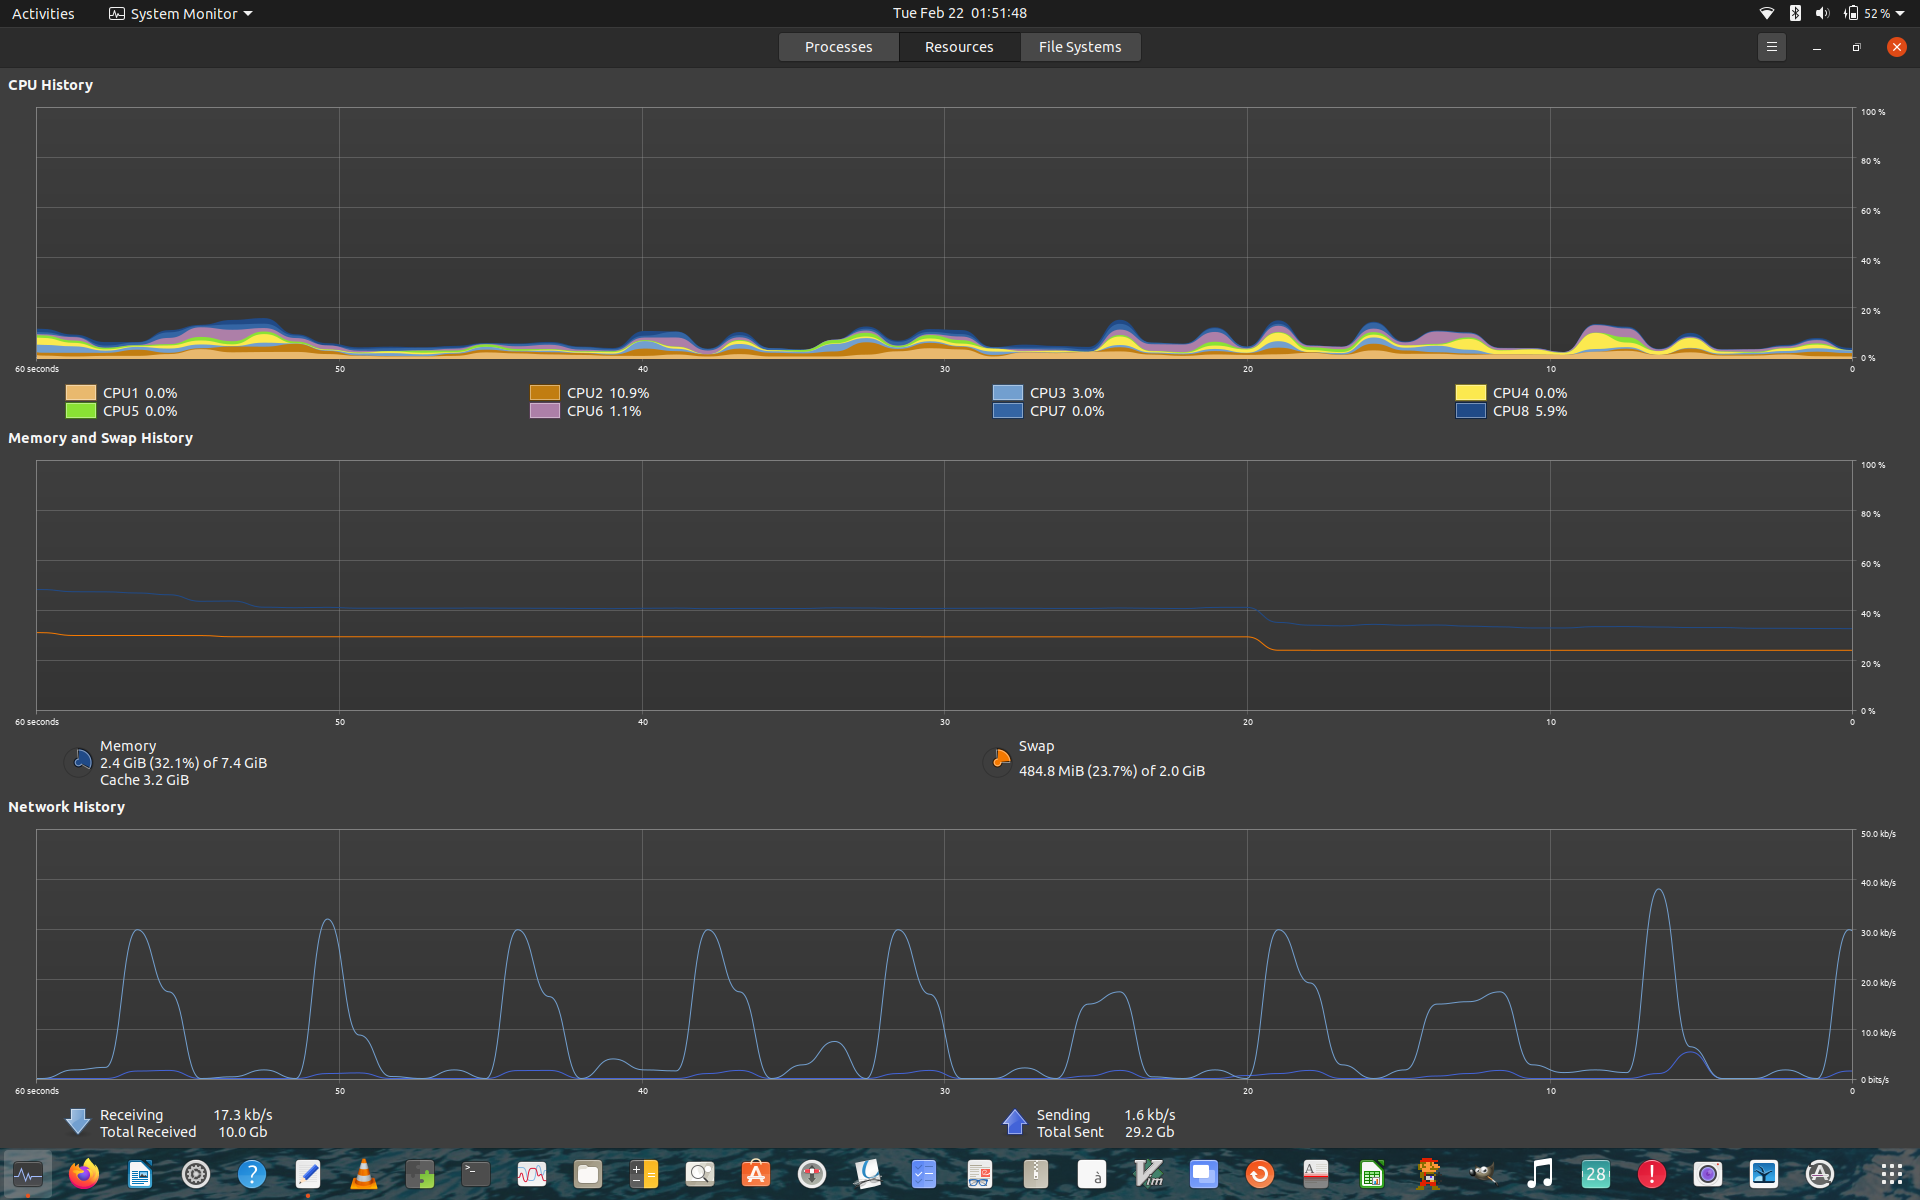 Activities System Monitor Tue Feb 22 01:51:48 52 %
Processes Resources File Systems
CPU History
100 %
80 %
60 %
40 %
20 %
0 %
60 seconds 50 40 30 20 10 0
CPU1 0.0% CPU2 10.9% CPU3 3.0% CPU4 0.0%
CPU5 0.0% CPU6 1.1% CPU7 0.0% CPU8 5.9%
Memory and Swap History
100 %
80 %
60 %
40 %
20 %
0 %
60 seconds 50 40 30 20 10 0
Memory
2.4 GiB (32.1%) of 7.4 GiB
Cache 3.2 GiB
Swap
484.8 MiB (23.7%) of 2.0 GiB
Network History
50.0 kb/s
40.0 kb/s
30.0 kb/s
20.0 kb/s
10.0 kb/s
0 bits/s
60 seconds 50 40 30 20 10 0
Receiving 17.3 kb/s
Total Received 10.0 Gb
Sending 1.6 kb/s
Total Sent 29.2 Gb
? >_ à Vim A 28 !